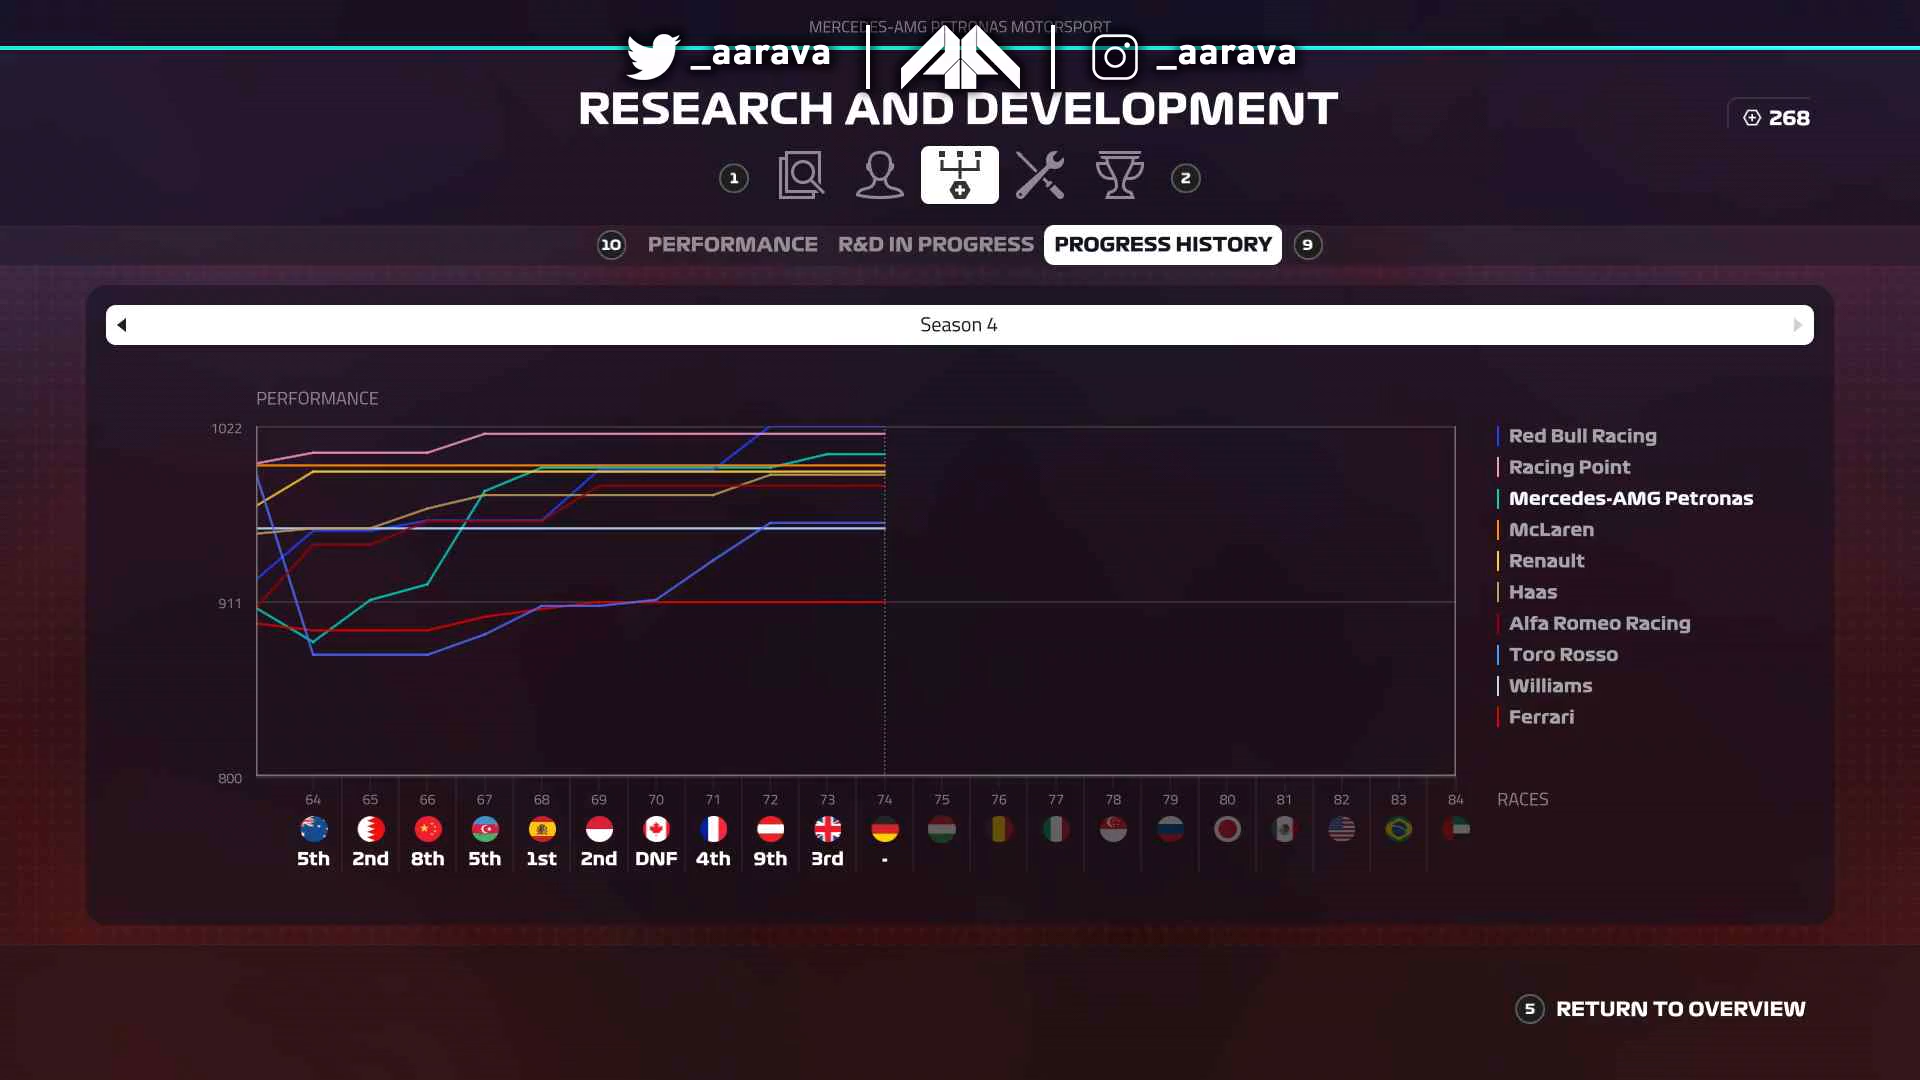 MERCEDES-AMG PETRONAS MOTORSPORT
_aarava _aarava
RESEARCH AND DEVELOPMENT
268
1 2
10 PERFORMANCE R&D IN PROGRESS PROGRESS HISTORY 9
Season 4
PERFORMANCE
1022
911
800
Red Bull Racing
Racing Point
Mercedes-AMG Petronas
McLaren
Renault
Haas
Alfa Romeo Racing
Toro Rosso
Williams
Ferrari
64 65 66 67 68 69 70 71 72 73 74 75 76 77 78 79 80 81 82 83 84 RACES
5th 2nd 8th 5th 1st 2nd DNF 4th 9th 3rd -
5 RETURN TO OVERVIEW